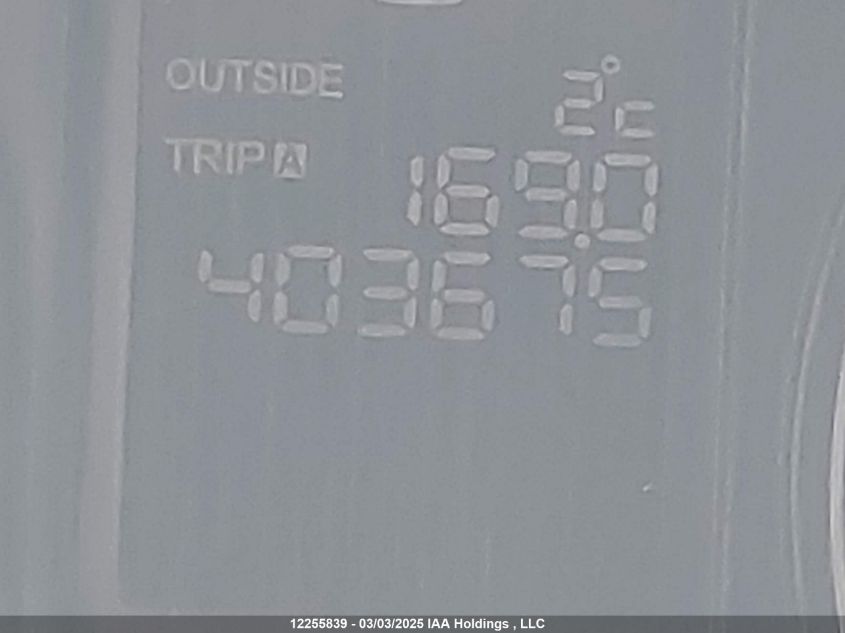 OUTSIDE 2°C
TRIP A 169.0
403675
12255839 - 03/03/2025 IAA Holdings , LLC